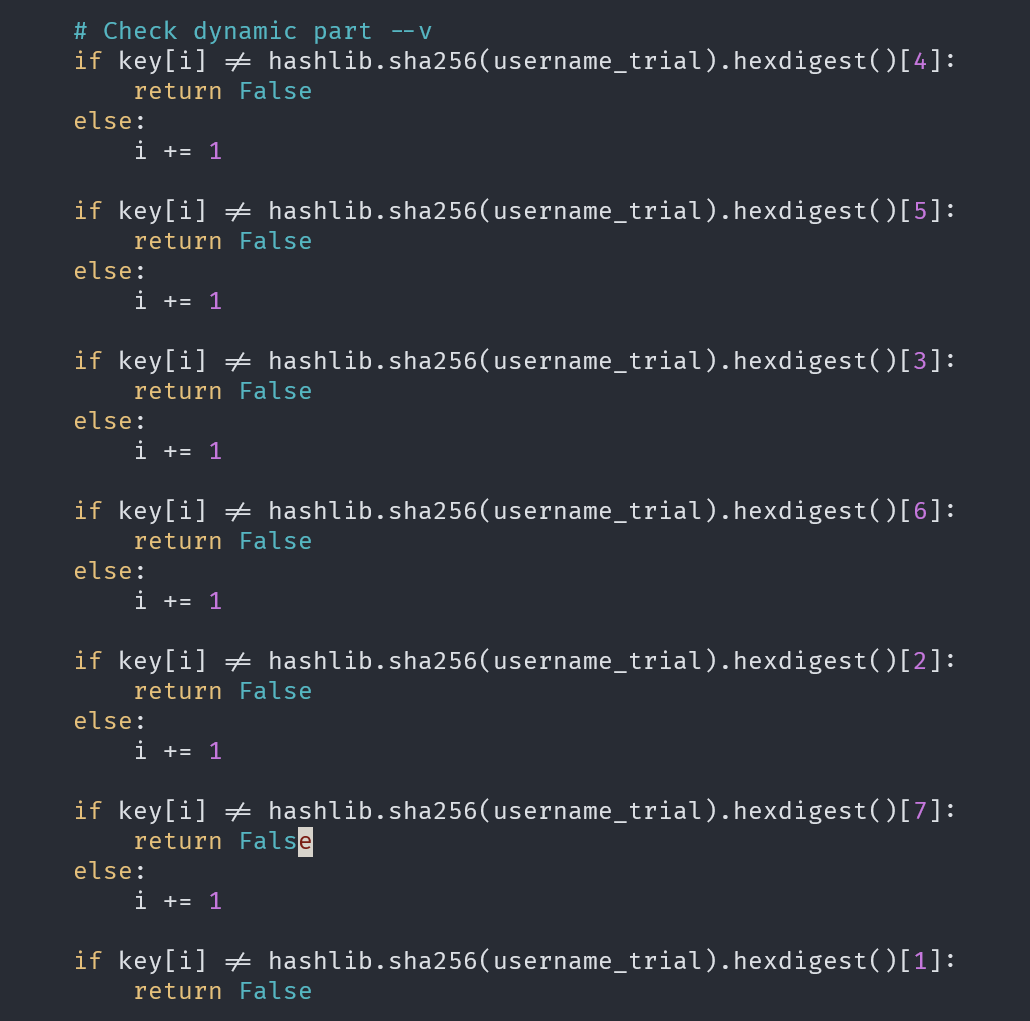 # Check dynamic part --v
if key[i] != hashlib.sha256(username_trial).hexdigest()[4]:
return False
else:
i += 1
if key[i] != hashlib.sha256(username_trial).hexdigest()[5]:
return False
else:
i += 1
if key[i] != hashlib.sha256(username_trial).hexdigest()[3]:
return False
else:
i += 1
if key[i] != hashlib.sha256(username_trial).hexdigest()[6]:
return False
else:
i += 1
if key[i] != hashlib.sha256(username_trial).hexdigest()[2]:
return False
else:
i += 1
if key[i] != hashlib.sha256(username_trial).hexdigest()[7]:
return False
else:
i += 1
if key[i] != hashlib.sha256(username_trial).hexdigest()[1]:
return False